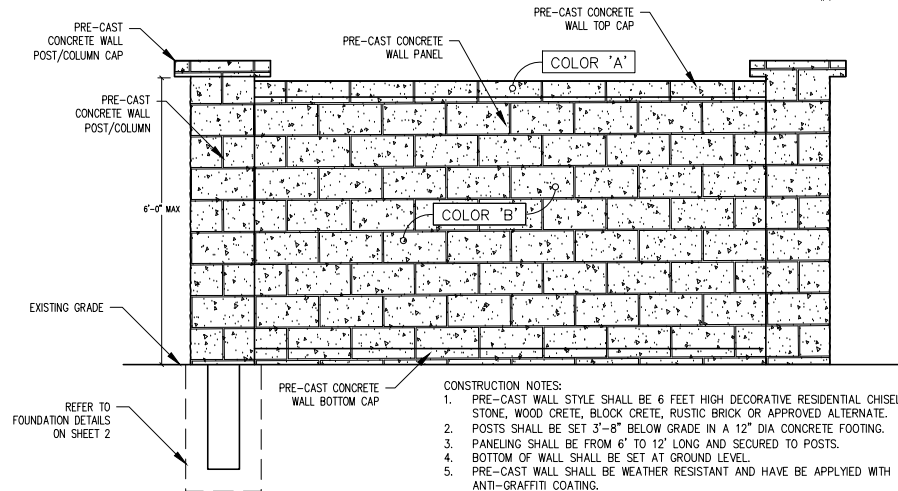 PRE-CAST
CONCRETE WALL
POST/COLUMN CAP
PRE-CAST CONCRETE
WALL TOP CAP
PRE-CAST CONCRETE
WALL PANEL
COLOR 'A'
PRE-CAST
CONCRETE WALL
POST/COLUMN
6'-0" MAX
COLOR 'B'
EXISTING GRADE
PRE-CAST CONCRETE
WALL BOTTOM CAP
REFER TO
FOUNDATION DETAILS
ON SHEET 2
CONSTRUCTION NOTES:
1. PRE-CAST WALL STYLE SHALL BE 6 FEET HIGH DECORATIVE RESIDENTIAL CHISEL
STONE, WOOD CRETE, BLOCK CRETE, RUSTIC BRICK OR APPROVED ALTERNATE.
2. POSTS SHALL BE SET 3'-8" BELOW GRADE IN A 12" DIA CONCRETE FOOTING.
3. PANELING SHALL BE FROM 6' TO 12' LONG AND SECURED TO POSTS.
4. BOTTOM OF WALL SHALL BE SET AT GROUND LEVEL.
5. PRE-CAST WALL SHALL BE WEATHER RESISTANT AND HAVE BE APPLYIED WITH
ANTI-GRAFFITI COATING.